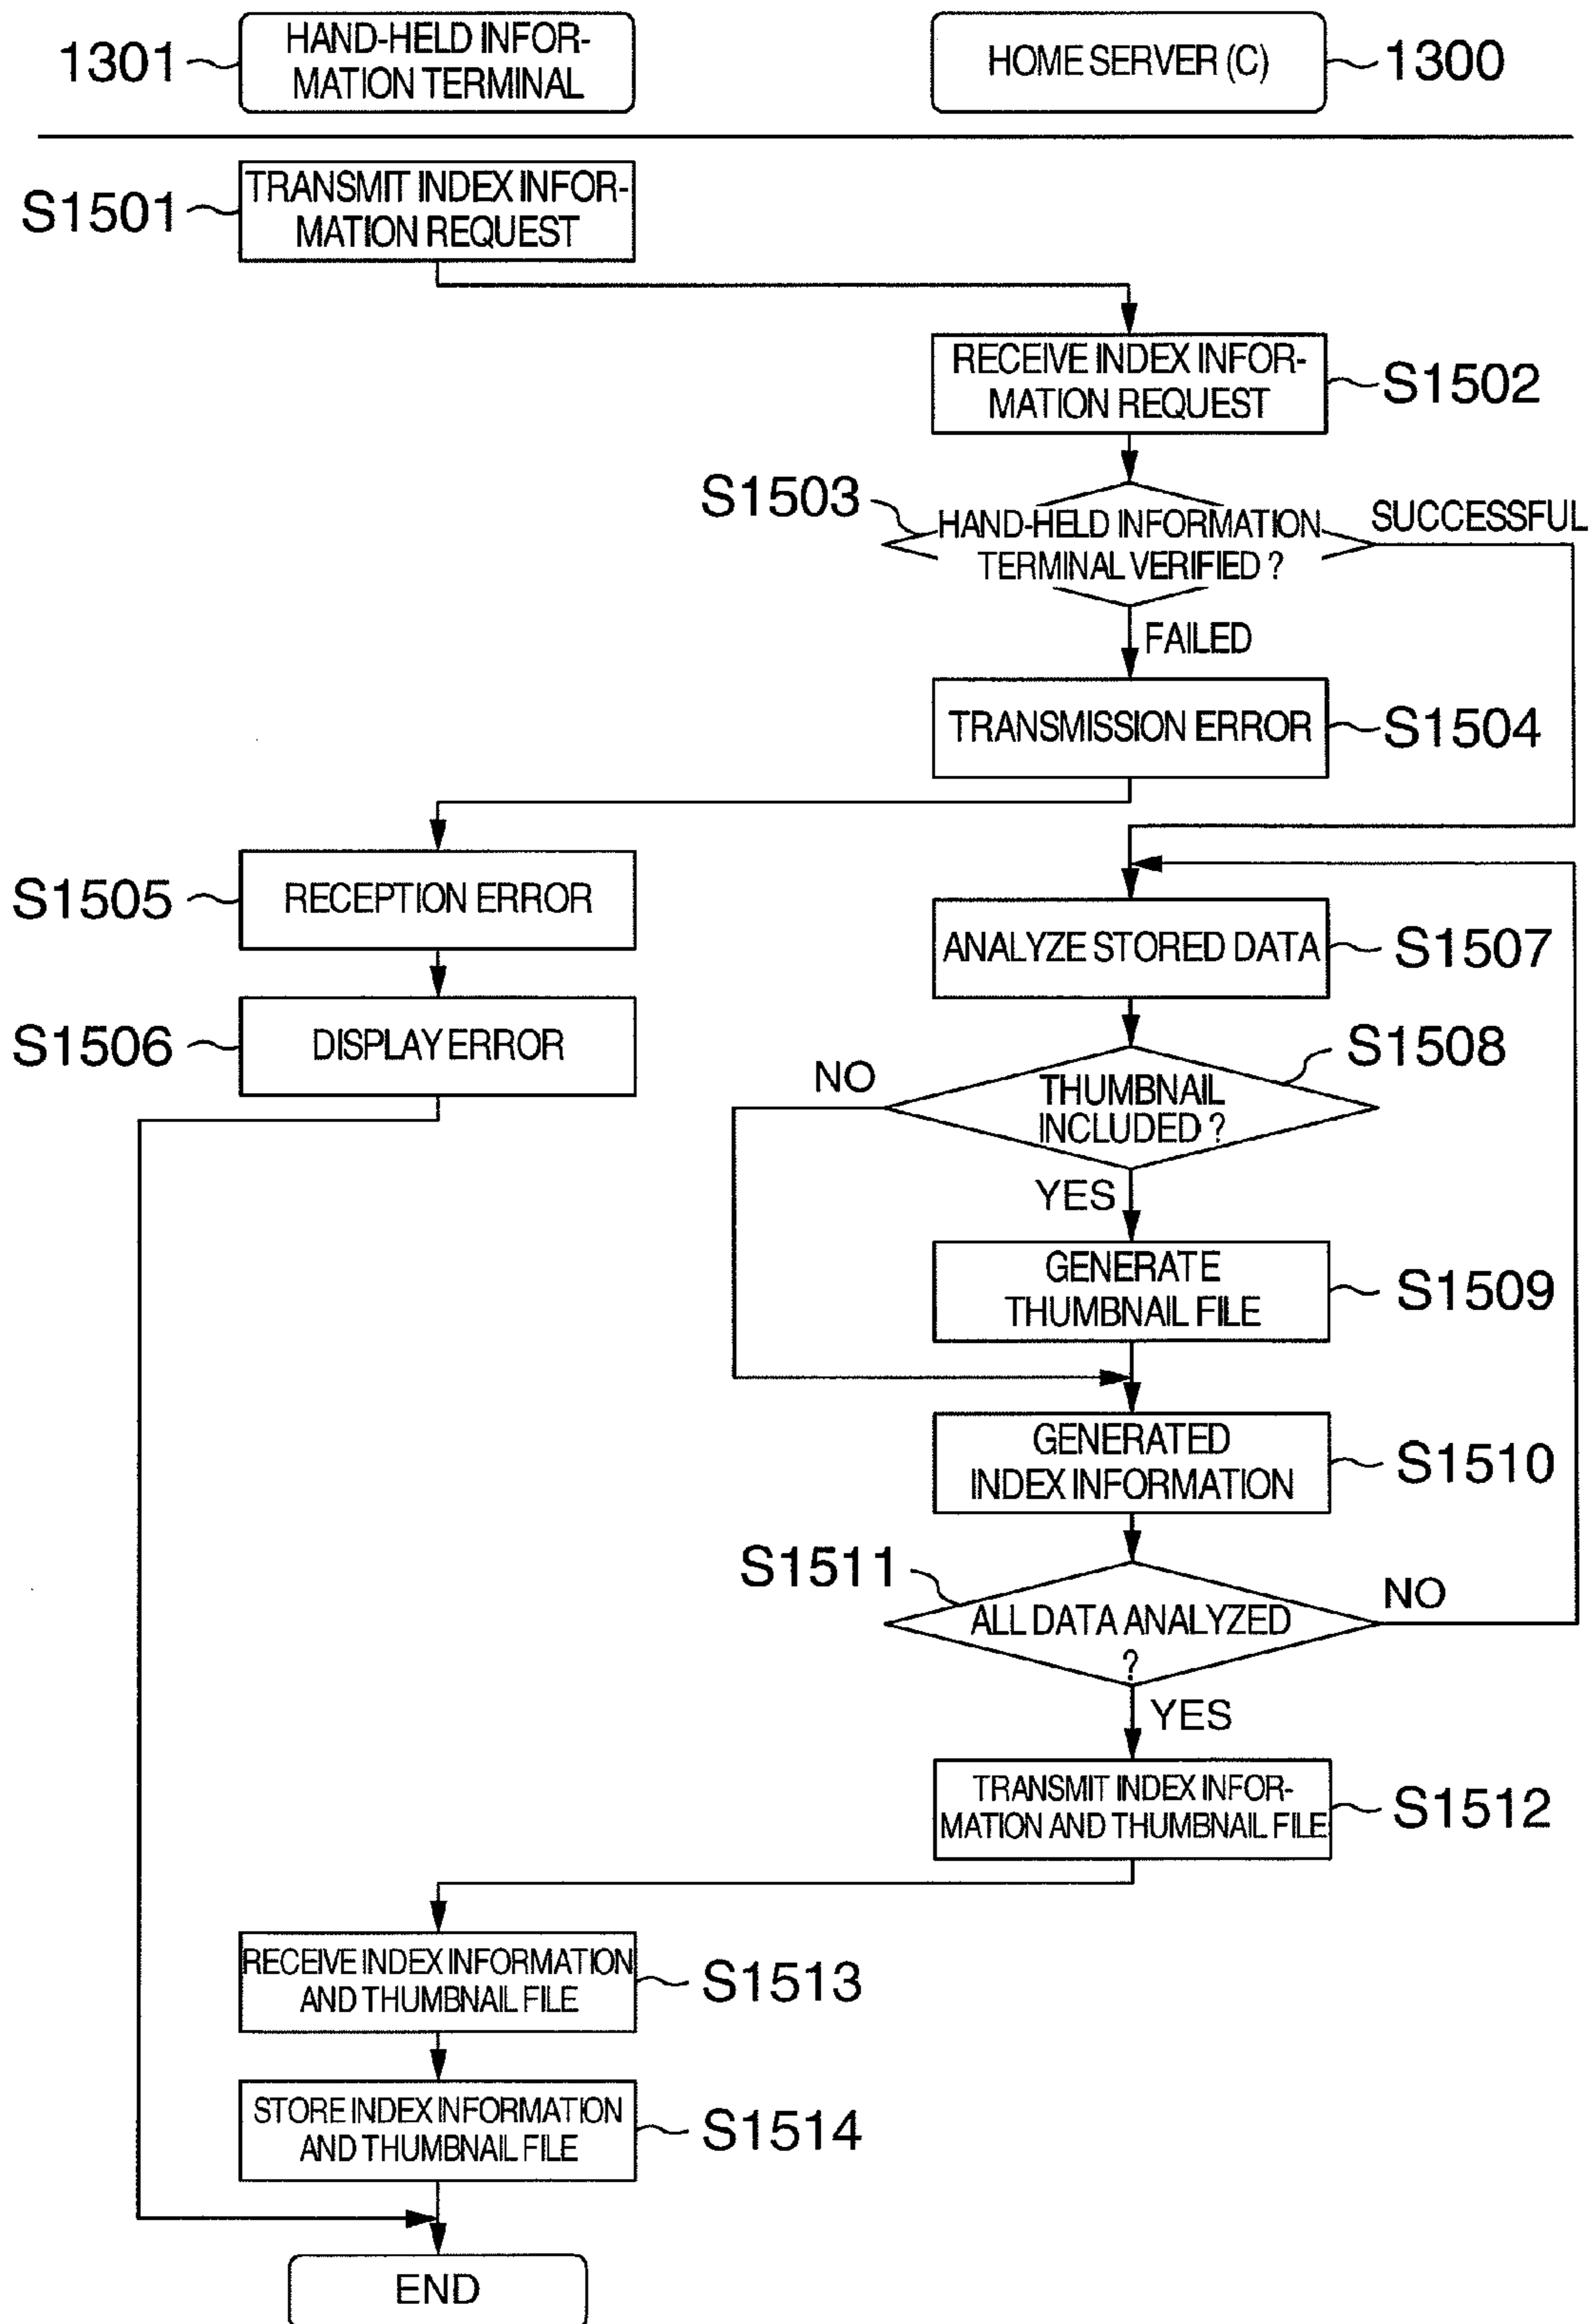 1301
HAND-HELD INFOR-
MATION TERMINAL
HOME SERVER (C)
1300
S1501
TRANSMIT INDEX INFOR-
MATION REQUEST
RECEIVE INDEX INFOR-
MATION REQUEST
S1502
S1503
HAND-HELD INFORMATION
TERMINAL VERIFIED ?
SUCCESSFUL
FAILED
TRANSMISSION ERROR
S1504
S1505
RECEPTION ERROR
ANALYZE STORED DATA
S1507
S1506
DISPLAY ERROR
S1508
NO
THUMBNAIL
INCLUDED ?
YES
GENERATE
THUMBNAIL FILE
S1509
GENERATED
INDEX INFORMATION
S1510
S1511
ALL DATA ANALYZED
?
NO
YES
TRANSMIT INDEX INFOR-
MATION AND THUMBNAIL FILE
S1512
RECEIVE INDEX INFORMATION
AND THUMBNAIL FILE
S1513
STORE INDEX INFORMATION
AND THUMBNAIL FILE
S1514
END